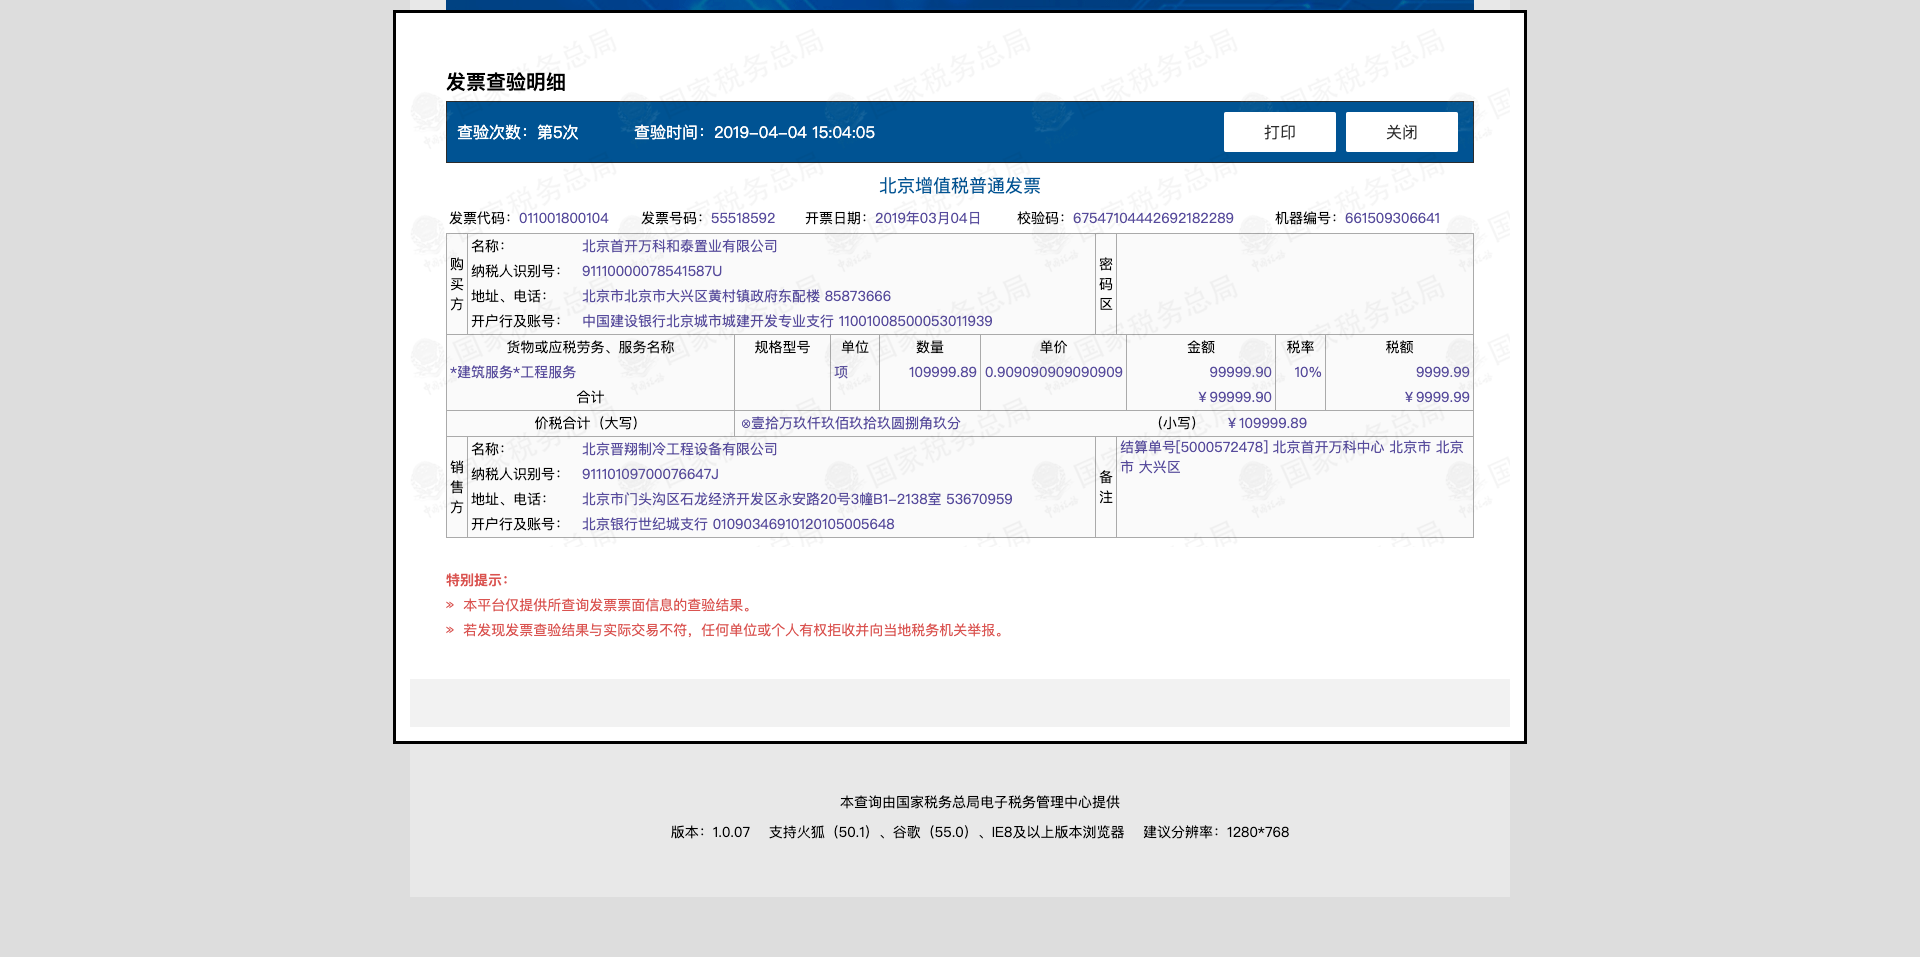 发票查验明细
查验次数：第5次 查验时间：2019-04-04 15:04:05 打印 关闭
北京增值税普通发票
发票代码：011001800104 发票号码：55518592 开票日期：2019年03月04日 校验码：67547104442692182289 机器编号：661509306641
购买方
名称： 北京首开万科和泰置业有限公司
纳税人识别号： 91110000078541587U
地址、电话： 北京市北京市大兴区黄村镇政府东配楼 85873666
开户行及账号： 中国建设银行北京城市城建开发专业支行 11001008500053011939
密码区
货物或应税劳务、服务名称 规格型号 单位 数量 单价 金额 税率 税额
*建筑服务*工程服务 项 109999.89 0.909090909090909 99999.90 10% 9999.99
合计 ￥99999.90 ￥9999.99
价税合计（大写） ⊗壹拾万玖仟玖佰玖拾玖圆捌角玖分 （小写） ￥109999.89
销售方
名称： 北京晋翔制冷工程设备有限公司
纳税人识别号： 91110109700076647J
地址、电话： 北京市门头沟区石龙经济开发区永安路20号3幢B1-2138室 53670959
开户行及账号： 北京银行世纪城支行 01090346910120105005648
备注
结算单号[5000572478] 北京首开万科中心 北京市 北京
市 大兴区
特别提示：
» 本平台仅提供所查询发票票面信息的查验结果。
» 若发现发票查验结果与实际交易不符，任何单位或个人有权拒收并向当地税务机关举报。
本查询由国家税务总局电子税务管理中心提供
版本：1.0.07 支持火狐（50.1）、谷歌（55.0）、IE8及以上版本浏览器 建议分辨率：1280*768
国家税务总局